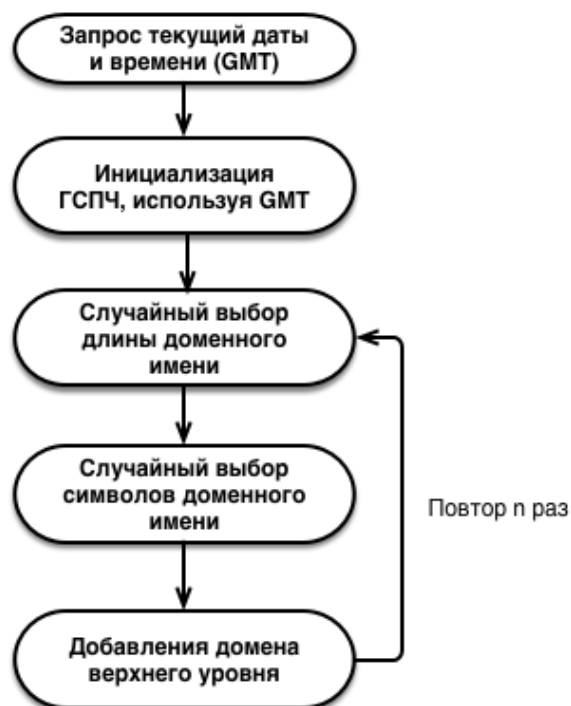 Запрос текущий даты
и времени (GMT)
Инициализация
ГСПЧ, используя GMT
Случайный выбор
длины доменного
имени
Случайный выбор
символов доменного
имени
Повтор n раз
Добавления домена
верхнего уровня